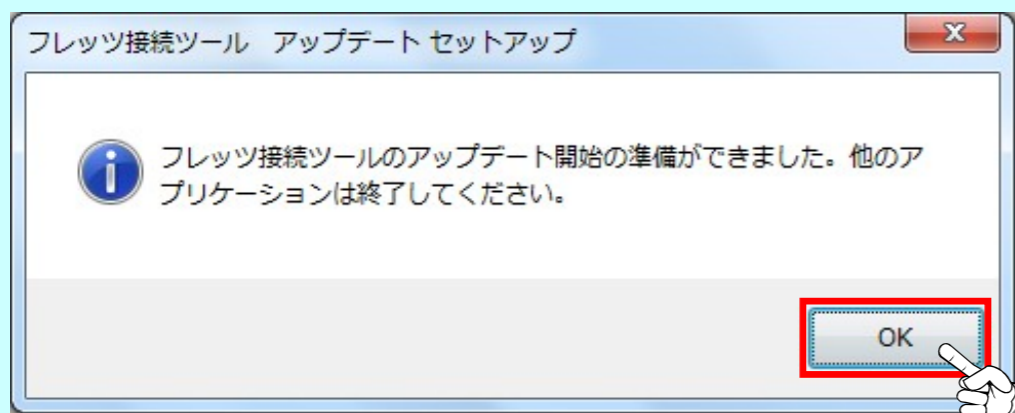 フレッツ接続ツール　アップデート セットアップ
フレッツ接続ツールのアップデート開始の準備ができました。他のア
プリケーションは終了してください。
OK